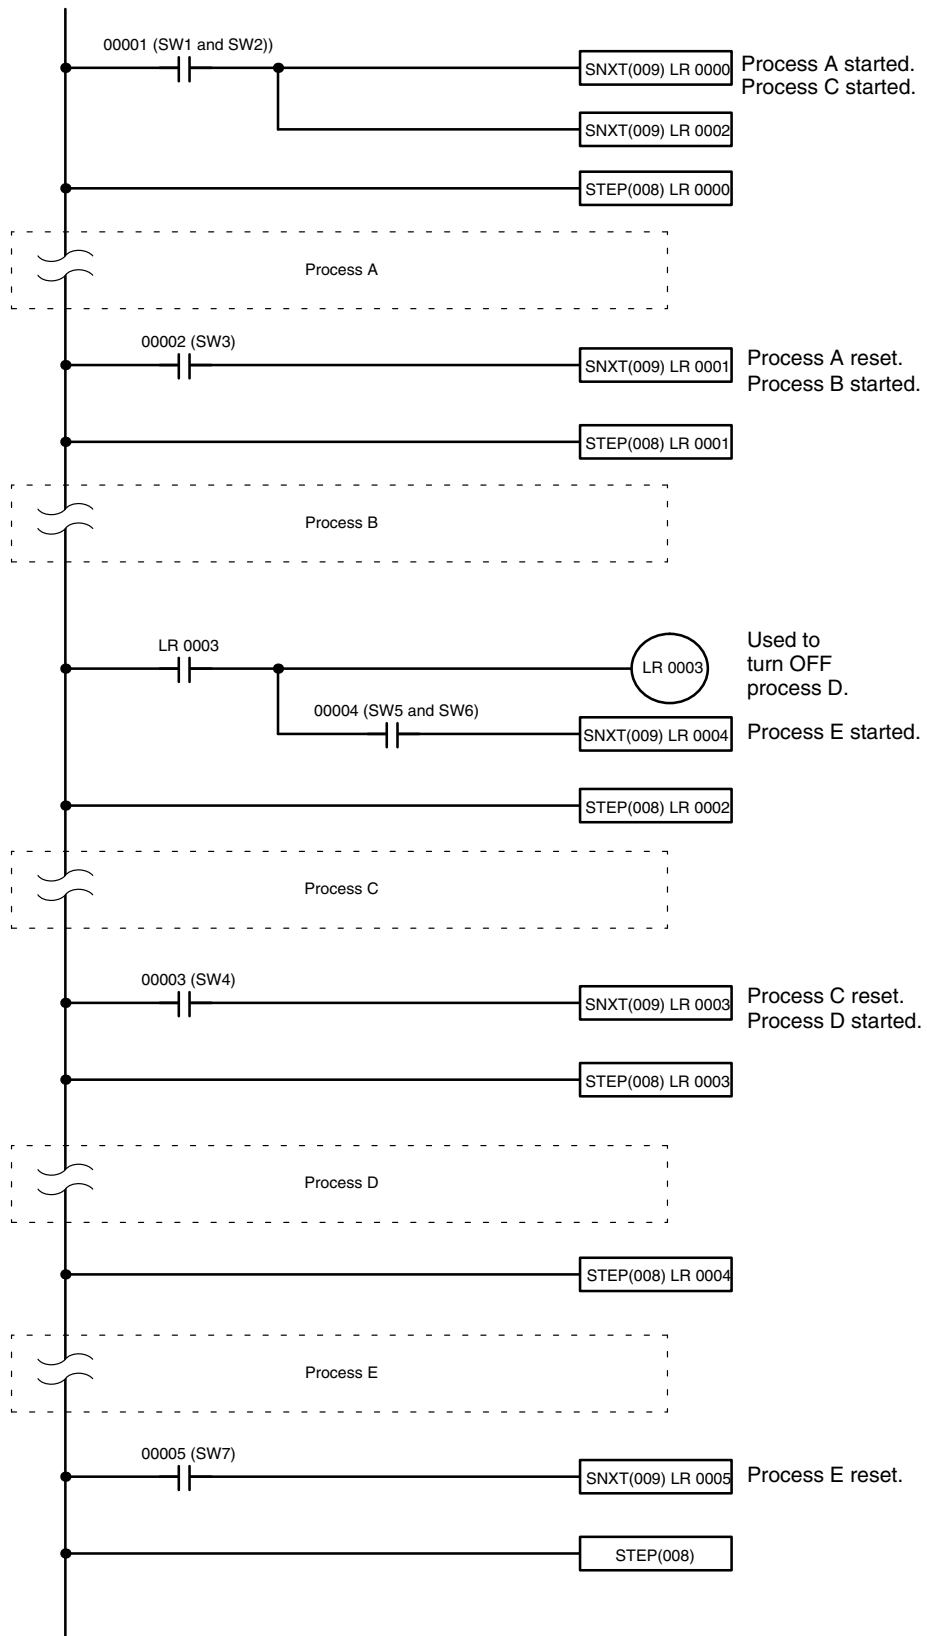 00001 (SW1 and SW2))
SNXT(009) LR 0000
Process A started.
Process C started.
SNXT(009) LR 0002
STEP(008) LR 0000
Process A
00002 (SW3)
SNXT(009) LR 0001
Process A reset.
Process B started.
STEP(008) LR 0001
Process B
LR 0003
LR 0003
Used to
turn OFF
process D.
00004 (SW5 and SW6)
SNXT(009) LR 0004
Process E started.
STEP(008) LR 0002
Process C
00003 (SW4)
SNXT(009) LR 0003
Process C reset.
Process D started.
STEP(008) LR 0003
Process D
STEP(008) LR 0004
Process E
00005 (SW7)
SNXT(009) LR 0005
Process E reset.
STEP(008)